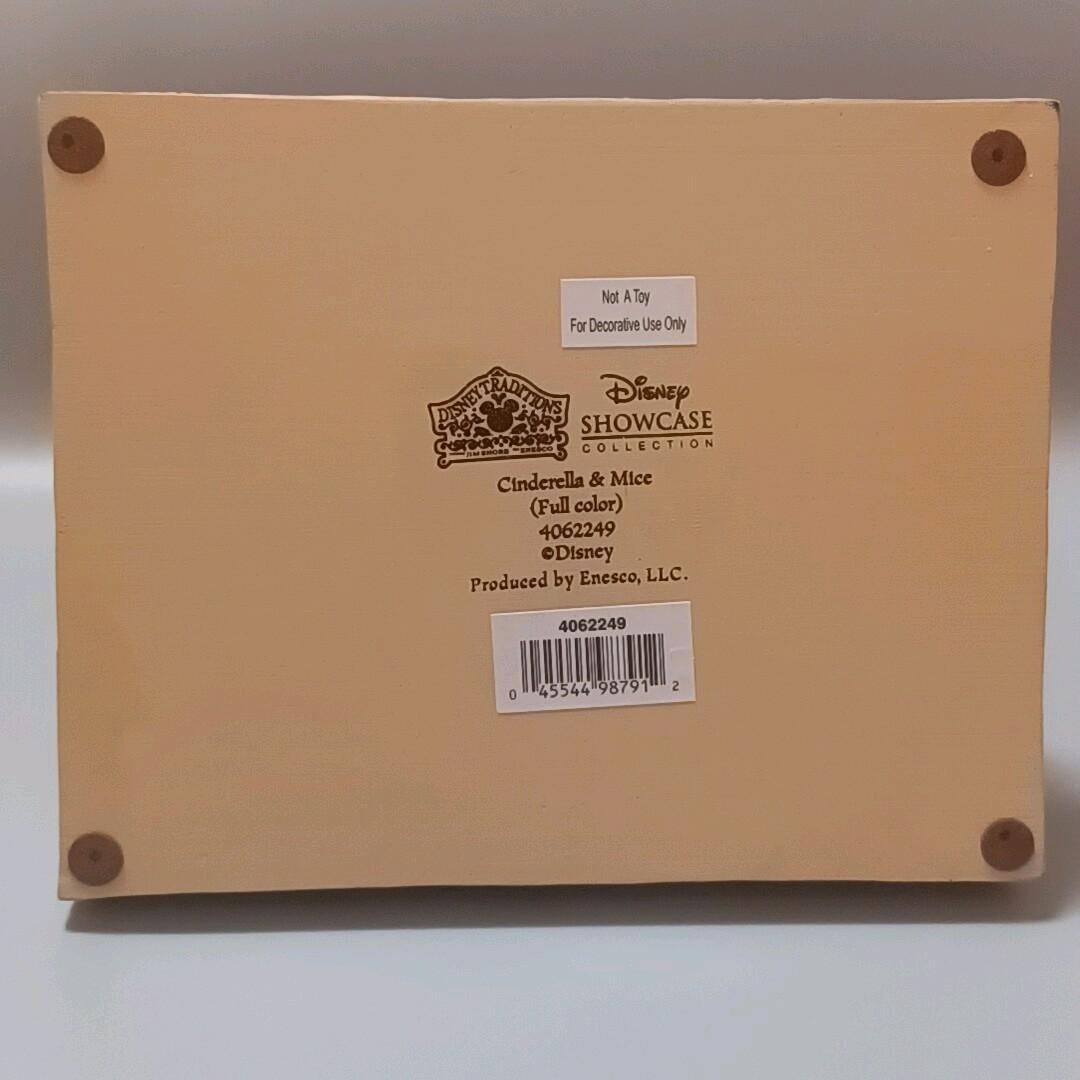 Not A Toy
For Decorative Use Only
DISNEY TRADITIONS
JIM SHORE ENESCO
Disney
SHOWCASE
COLLECTION
Cinderella & Mice
(Full color)
4062249
©Disney
Produced by Enesco, LLC.
4062249
0 45544 98791 2